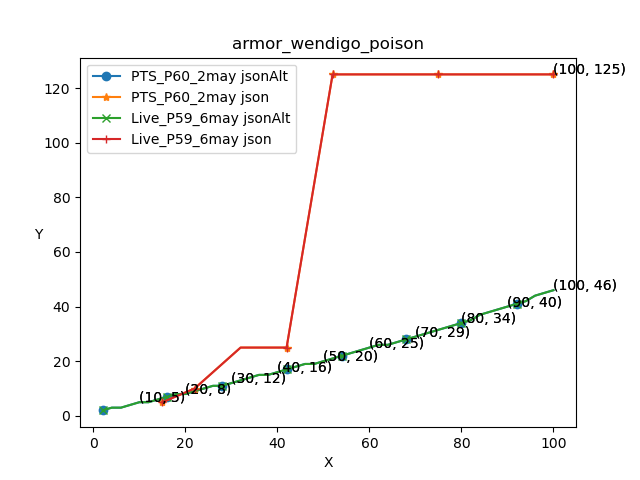 armor_wendigo_poison
PTS_P60_2may jsonAlt
PTS_P60_2may json
Live_P59_6may jsonAlt
Live_P59_6may json
(100, 125)
120
100
80
60
40
20
0
Y
(10, 5)
(20, 8)
(30, 12)
(40, 16)
(50, 20)
(60, 25)
(70, 29)
(80, 34)
(90, 40)
(100, 46)
0 20 40 60 80 100
X